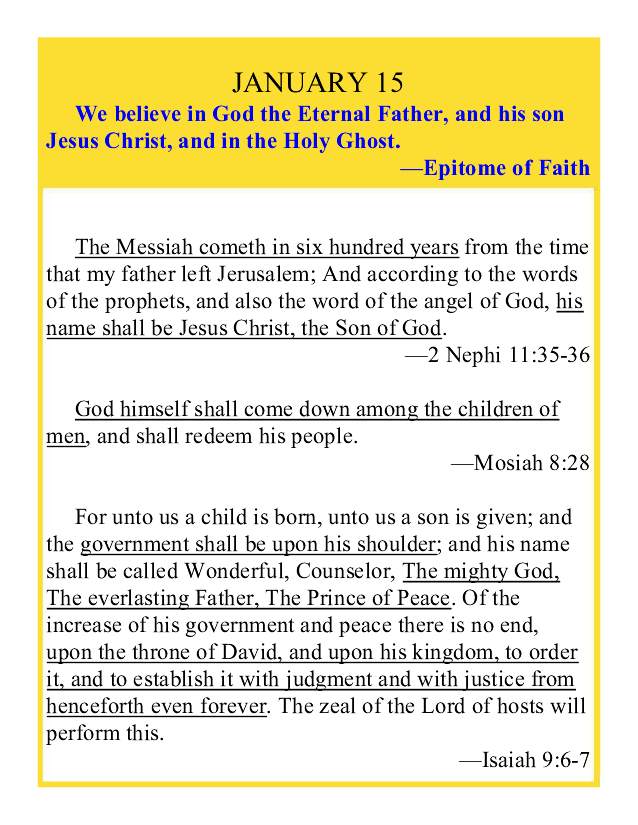 JANUARY 15
We believe in God the Eternal Father, and his son
Jesus Christ, and in the Holy Ghost.
—Epitome of Faith
The Messiah cometh in six hundred years from the time
that my father left Jerusalem; And according to the words
of the prophets, and also the word of the angel of God, his
name shall be Jesus Christ, the Son of God.
—2 Nephi 11:35-36
God himself shall come down among the children of
men, and shall redeem his people.
—Mosiah 8:28
For unto us a child is born, unto us a son is given; and
the government shall be upon his shoulder; and his name
shall be called Wonderful, Counselor, The mighty God,
The everlasting Father, The Prince of Peace. Of the
increase of his government and peace there is no end,
upon the throne of David, and upon his kingdom, to order
it, and to establish it with judgment and with justice from
henceforth even forever. The zeal of the Lord of hosts will
perform this.
—Isaiah 9:6-7